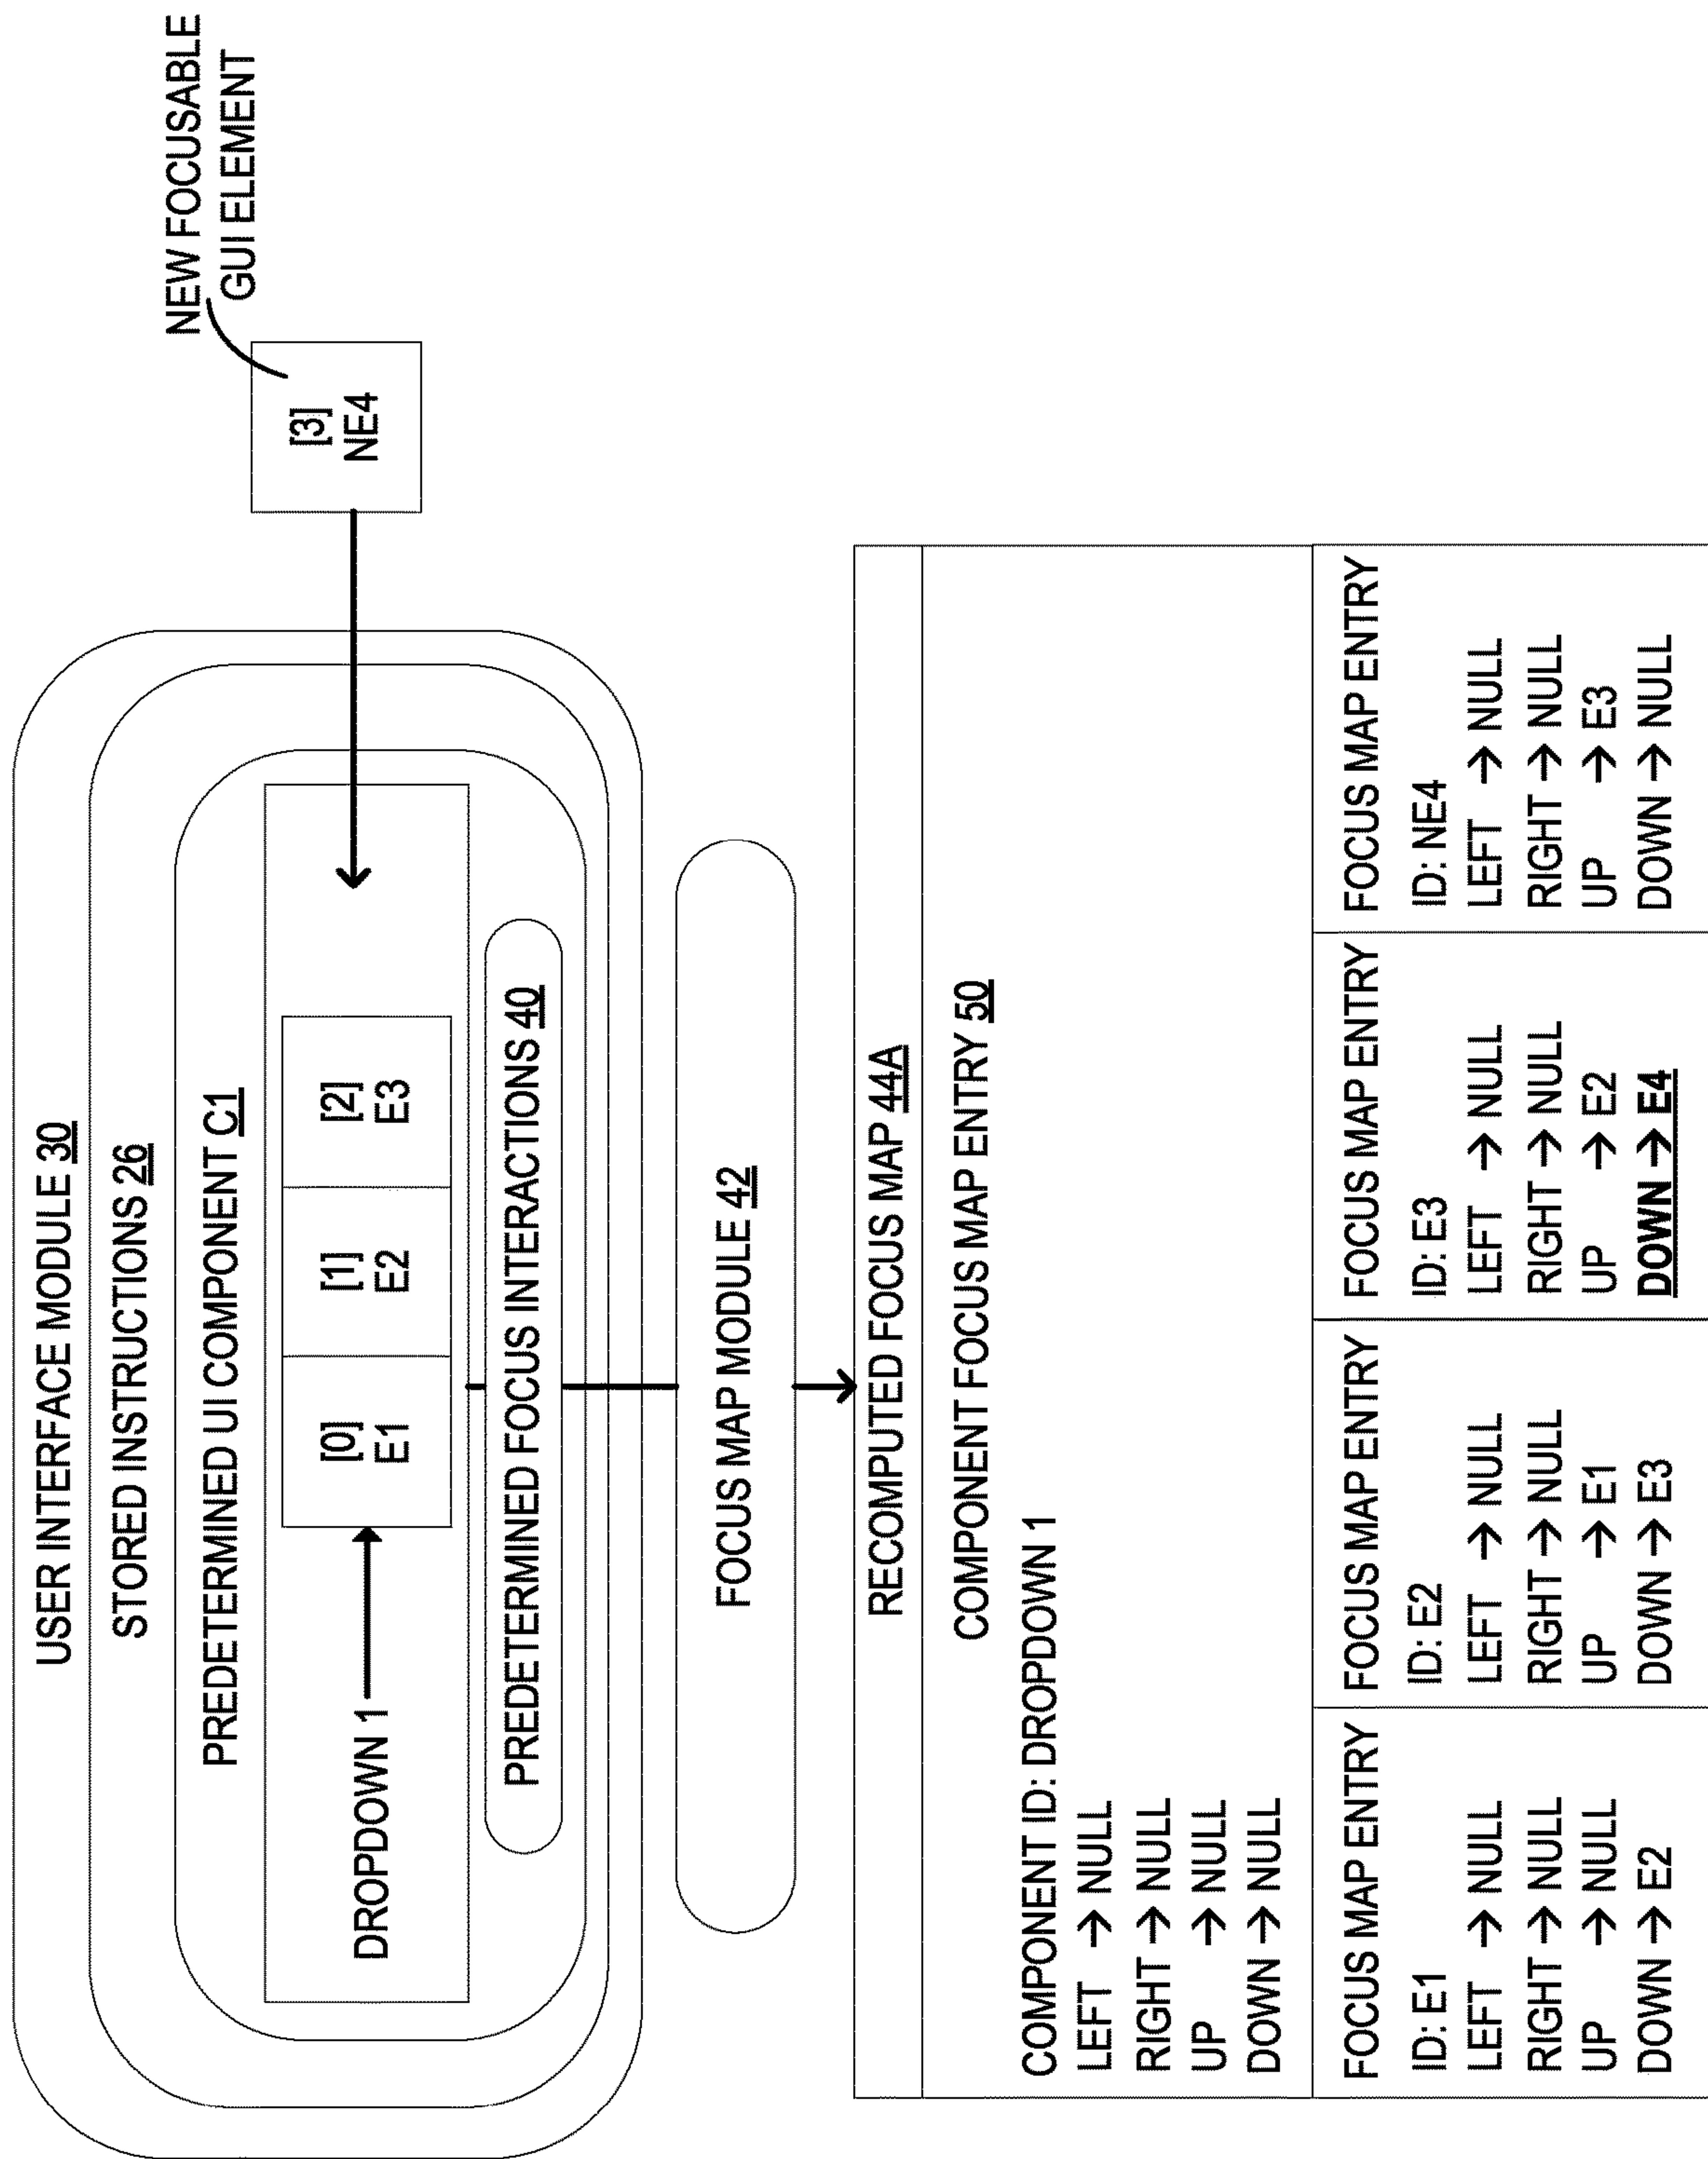 USER INTERFACE MODULE 30
STORED INSTRUCTIONS 26
PREDETERMINED UI COMPONENT C1
DROPDOWN 1
[0]
E1
[1]
E2
[2]
E3
[3]
NE4
NEW FOCUSABLE
GUI ELEMENT
PREDETERMINED FOCUS INTERACTIONS 40
FOCUS MAP MODULE 42
RECOMPUTED FOCUS MAP 44A
COMPONENT FOCUS MAP ENTRY 50
COMPONENT ID: DROPDOWN 1
LEFT → NULL
RIGHT → NULL
UP → NULL
DOWN → NULL
FOCUS MAP ENTRY
ID: E1
LEFT → NULL
RIGHT → NULL
UP → NULL
DOWN → E2
FOCUS MAP ENTRY
ID: E2
LEFT → NULL
RIGHT → NULL
UP → E1
DOWN → E3
FOCUS MAP ENTRY
ID: E3
LEFT → NULL
RIGHT → NULL
UP → E2
DOWN → E4
FOCUS MAP ENTRY
ID: NE4
LEFT → NULL
RIGHT → NULL
UP → E3
DOWN → NULL